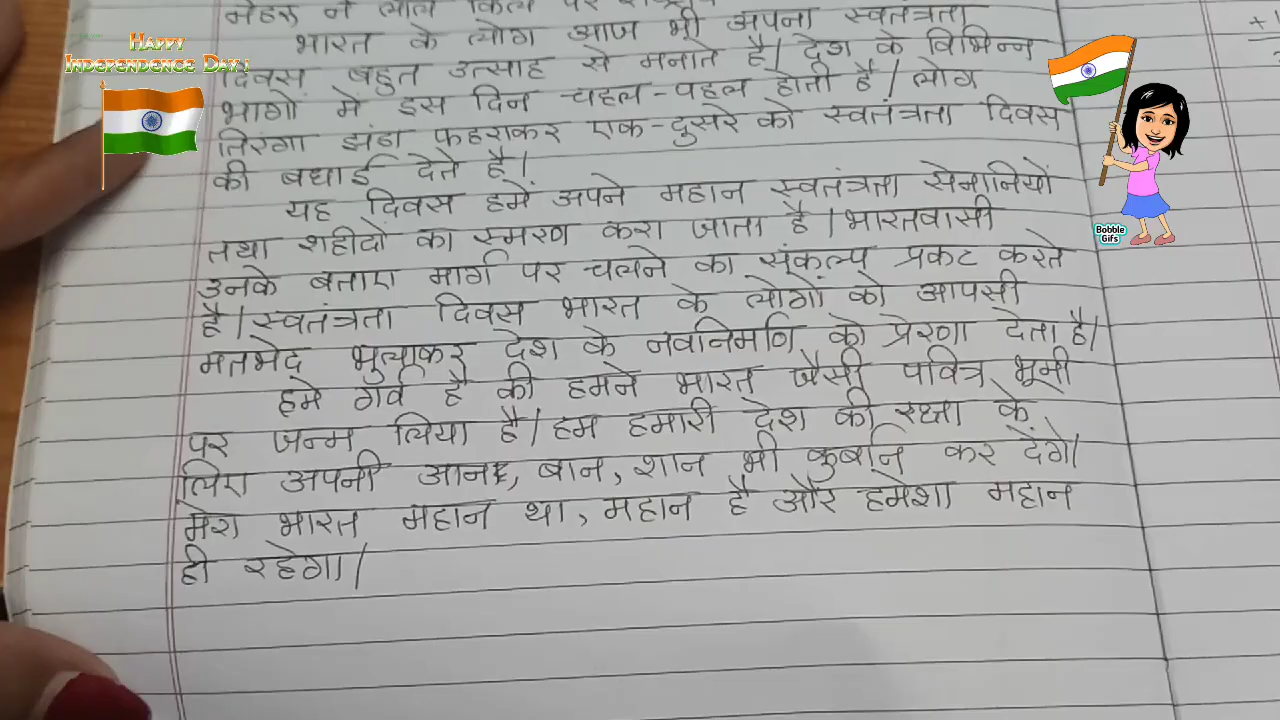 नेहरू ने लाल किले पर
भारत के लोग आज भी अपना स्वतंत्रता
दिवस बहुत उत्साह से मनाते है। देश के विभिन्न
भागो में इस दिन चहल-पहल होती है। लोग
तिरंगा झंडा फहराकर एक-दुसरे को स्वतंत्रता दिवस
की बधाई देते है।
यह दिवस हमें अपने महान स्वतंत्रता सेनानियों
तथा शहीदों का स्मरण करा जाता है। भारतवासी
उनके बताए मार्ग पर चलने का संकल्प प्रकट करते
है। स्वतंत्रता दिवस भारत के लोगों को आपसी
मतभेद भुलाकर देश के नवनिर्माण को प्रेरणा देता है।
हमे गर्व है की हमने भारत जैसी पवित्र भूमी
पर जन्म लिया है। हम हमारी देश की रक्षा के
लिए अपनी आन, बान, शान भी कुर्बान कर देंगे।
मेरा भारत महान था, महान है और हमेशा महान
ही रहेगा।
HAPPY
INDEPENDENCE DAY!
Bobble
Gifs